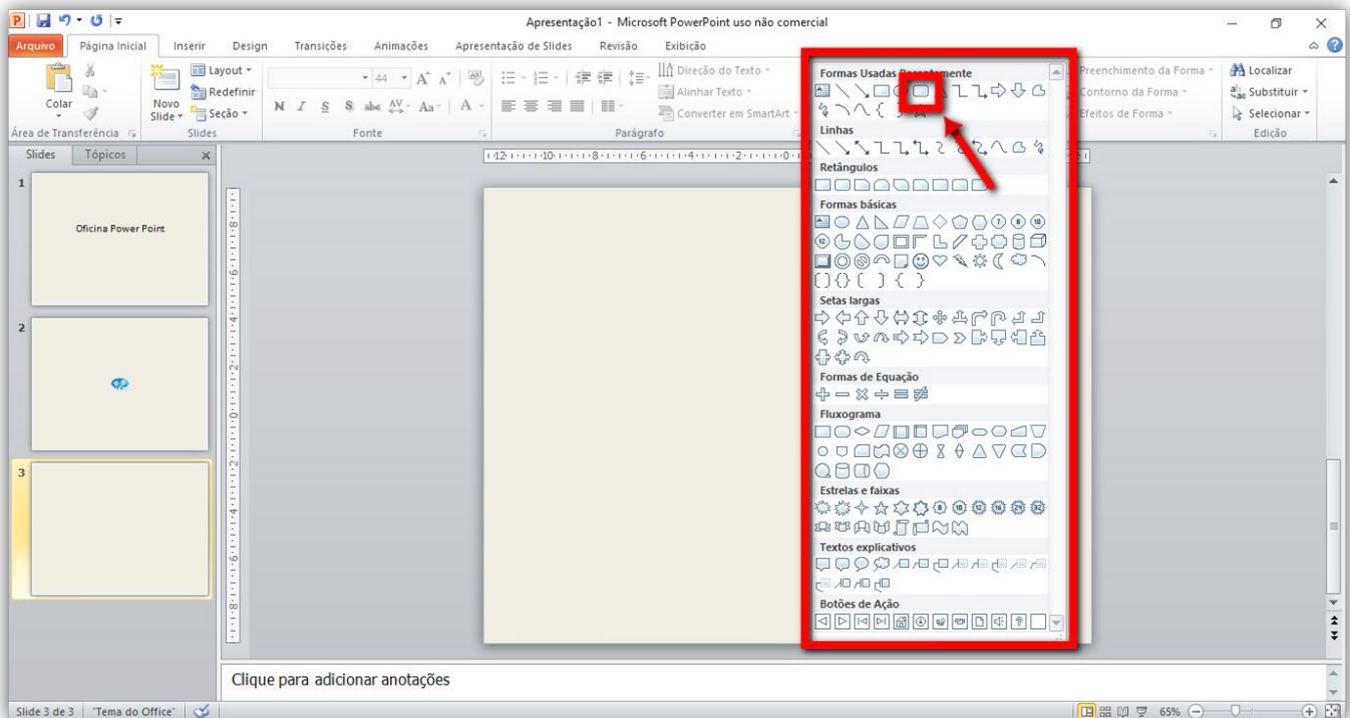 Apresentação1 - Microsoft PowerPoint uso não comercial
Arquivo Página Inicial Inserir Design Transições Animações Apresentação de Slides Revisão Exibição
Colar
Área de Transferência
Novo Slide
Layout
Redefinir
Seção
Slides
44
N I S S abc AV Aa A
Fonte
Direção do Texto
Alinhar Texto
Converter em SmartArt
Parágrafo
Preenchimento da Forma
Contorno da Forma
Efeitos de Forma
Localizar
Substituir
Selecionar
Edição
Slides Tópicos
1
Oficina Power Point
2
3
Formas Usadas Recentemente
Linhas
Retângulos
Formas básicas
Setas largas
Formas de Equação
Fluxograma
Estrelas e faixas
Textos explicativos
Botões de Ação
Clique para adicionar anotações
Slide 3 de 3 "Tema do Office" 65%